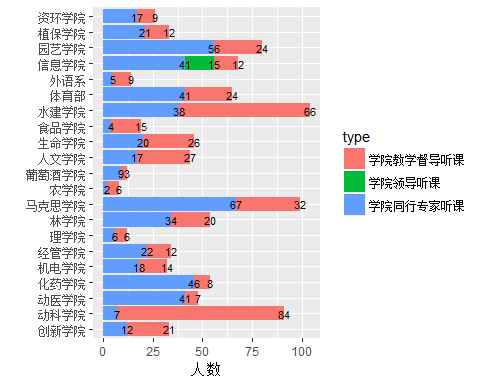 资环学院 17 9
植保学院 21 12
园艺学院 56 24
信息学院 41 15 12
外语系 5 9
体育部 41 24
水建学院 38 66
食品学院 4 15
生命学院 20 26
人文学院 17 27
葡萄酒学院 9 3
农学院 2 6
马克思学院 67 32
林学院 34 20
理学院 6 6
经管学院 22 12
机电学院 18 14
化药学院 46 8
动医学院 41 7
动科学院 7 84
创新学院 12 21
0 25 50 75 100
人数
type
学院教学督导听课
学院领导听课
学院同行专家听课